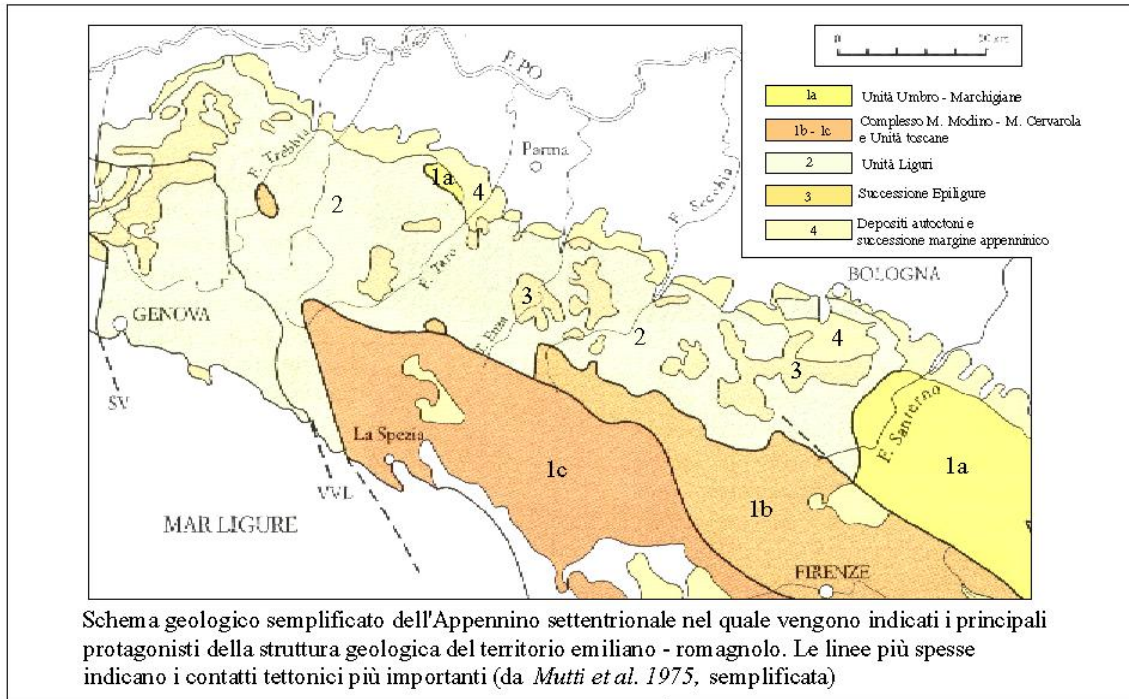 F. PO
0
1a
Unità Umbro - Marchigiane
1b - 1c
Complesso M. Modino - M. Cervarola
e Unità toscane
2
Unità Liguri
3
Successione Epiligure
4
Depositi autoctoni e
successione margine appenninico
Parma
F. Trebbia
1a
4
2
F. Secchia
F. Taro
BOLOGNA
3
GENOVA
F. Enza
2
4
3
SV
F. Santerno
La Spezia
1c
1a
VVL
1b
MAR LIGURE
FIRENZE
Schema geologico semplificato dell'Appennino settentrionale nel quale vengono indicati i principali
protagonisti della struttura geologica del territorio emiliano - romagnolo. Le linee più spesse
indicano i contatti tettonici più importanti (da Mutti et al. 1975, semplificata)